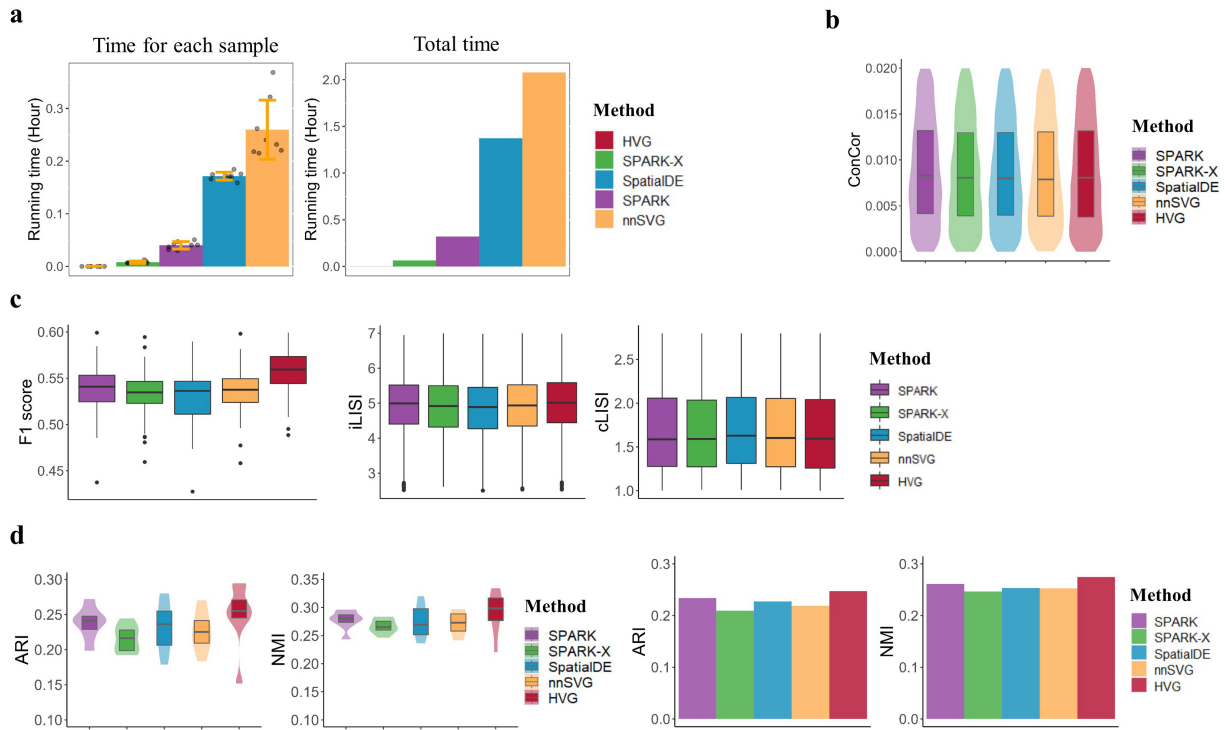 a
Time for each sample
Total time
Running time (Hour)
0.3
0.2
0.1
0.0
Running time (Hour)
2.0
1.5
1.0
0.5
0.0
Method
HVG
SPARK-X
SpatialDE
SPARK
nnSVG
b
ConCor
0.020
0.015
0.010
0.005
0.000
Method
SPARK
SPARK-X
SpatialDE
nnSVG
HVG
c
F1 score
0.60
0.55
0.50
0.45
iLISI
7
6
5
4
3
cLISI
2.5
2.0
1.5
1.0
Method
SPARK
SPARK-X
SpatialDE
nnSVG
HVG
d
ARI
0.30
0.25
0.20
0.15
0.10
NMI
0.35
0.30
0.25
0.20
0.15
0.10
Method
SPARK
SPARK-X
SpatialDE
nnSVG
HVG
ARI
0.3
0.2
0.1
0.0
NMI
0.3
0.2
0.1
0.0
Method
SPARK
SPARK-X
SpatialDE
nnSVG
HVG